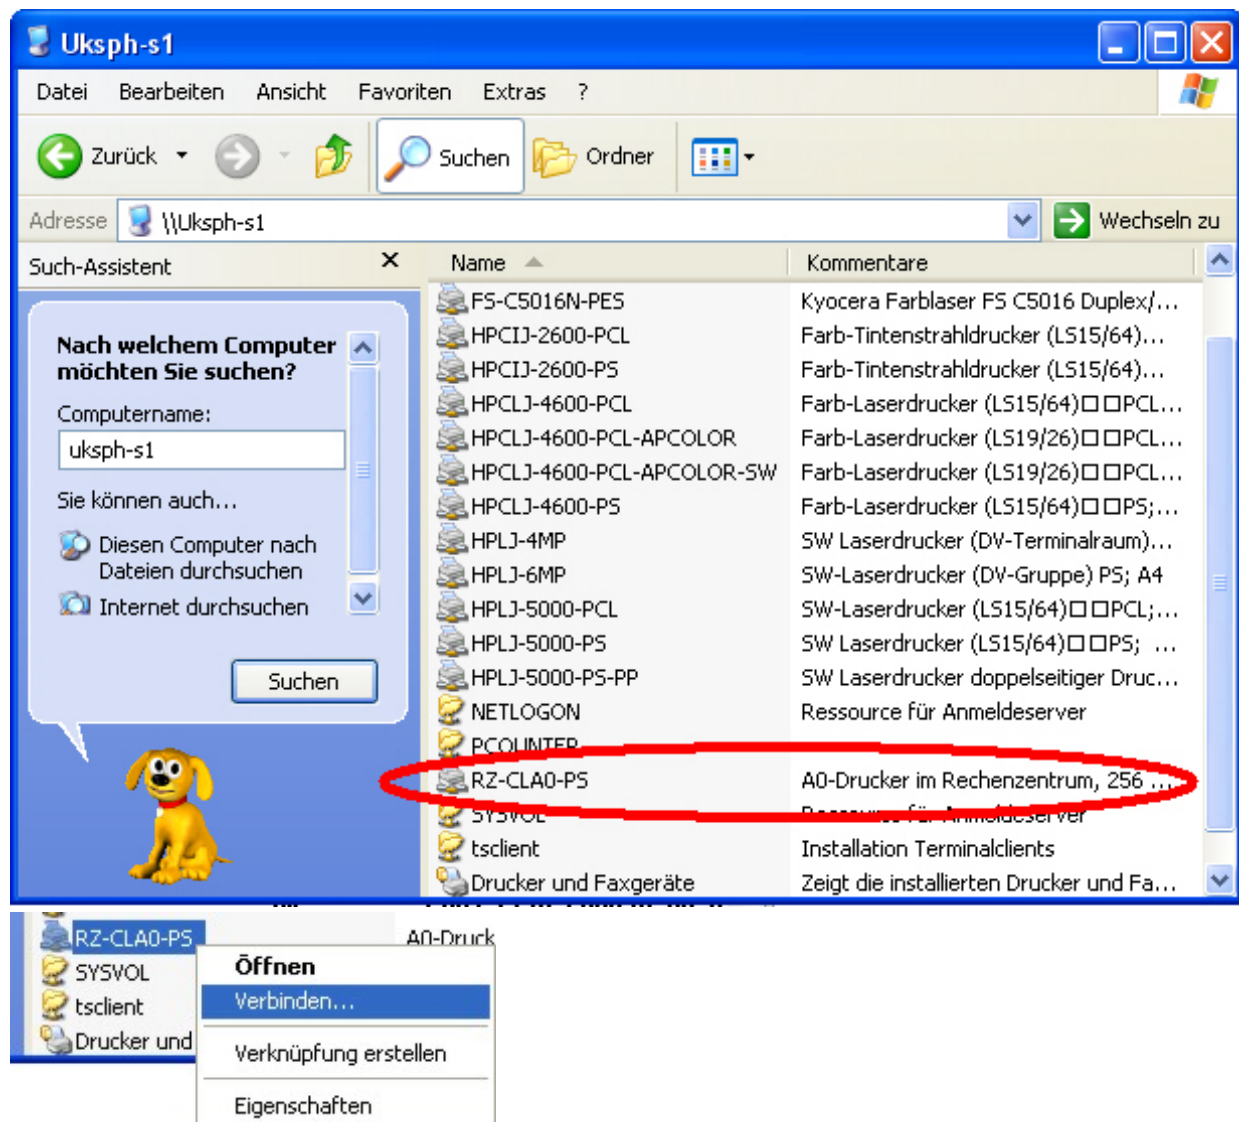 Uksph-s1
Datei Bearbeiten Ansicht Favoriten Extras ?
Zurück Suchen Ordner
Adresse \\Uksph-s1 Wechseln zu
Such-Assistent
Nach welchem Computer
möchten Sie suchen?
Computername:
uksph-s1
Sie können auch...
Diesen Computer nach
Dateien durchsuchen
Internet durchsuchen
Suchen
Name Kommentare
FS-C5016N-PES Kyocera Farblaser FS C5016 Duplex/...
HPCIJ-2600-PCL Farb-Tintenstrahldrucker (LS15/64)...
HPCIJ-2600-PS Farb-Tintenstrahldrucker (LS15/64)...
HPCLJ-4600-PCL Farb-Laserdrucker (LS15/64)□□PCL...
HPCLJ-4600-PCL-APCOLOR Farb-Laserdrucker (LS19/26)□□PCL...
HPCLJ-4600-PCL-APCOLOR-SW Farb-Laserdrucker (LS19/26)□□PCL...
HPCLJ-4600-PS Farb-Laserdrucker (LS15/64)□□PS;...
HPLJ-4MP SW Laserdrucker (DV-Terminalraum)...
HPLJ-6MP SW-Laserdrucker (DV-Gruppe) PS; A4
HPLJ-5000-PCL SW-Laserdrucker (LS15/64)□□PCL;...
HPLJ-5000-PS SW Laserdrucker (LS15/64)□□PS; ...
HPLJ-5000-PS-PP SW Laserdrucker doppelseitiger Druc...
NETLOGON Ressource für Anmeldeserver
PCOUNTER
RZ-CLA0-PS A0-Drucker im Rechenzentrum, 256 ...
SYSVOL Ressource für Anmeldeserver
tsclient Installation Terminalclients
Drucker und Faxgeräte Zeigt die installierten Drucker und Fa...
RZ-CLA0-PS A0-Druck
SYSVOL
tsclient
Drucker und
Öffnen
Verbinden...
Verknüpfung erstellen
Eigenschaften